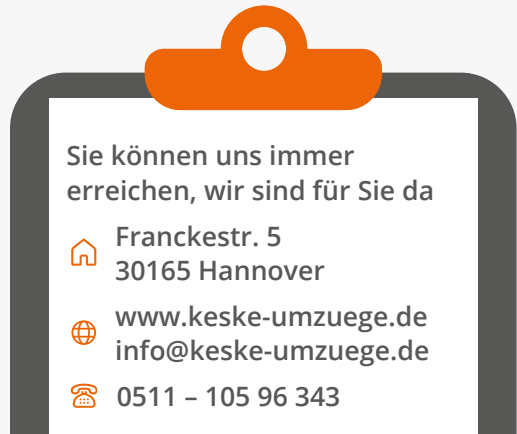 Sie können uns immer
erreichen, wir sind für Sie da
Franckestr. 5
30165 Hannover
www.keske-umzuege.de
info@keske-umzuege.de
0511 – 105 96 343